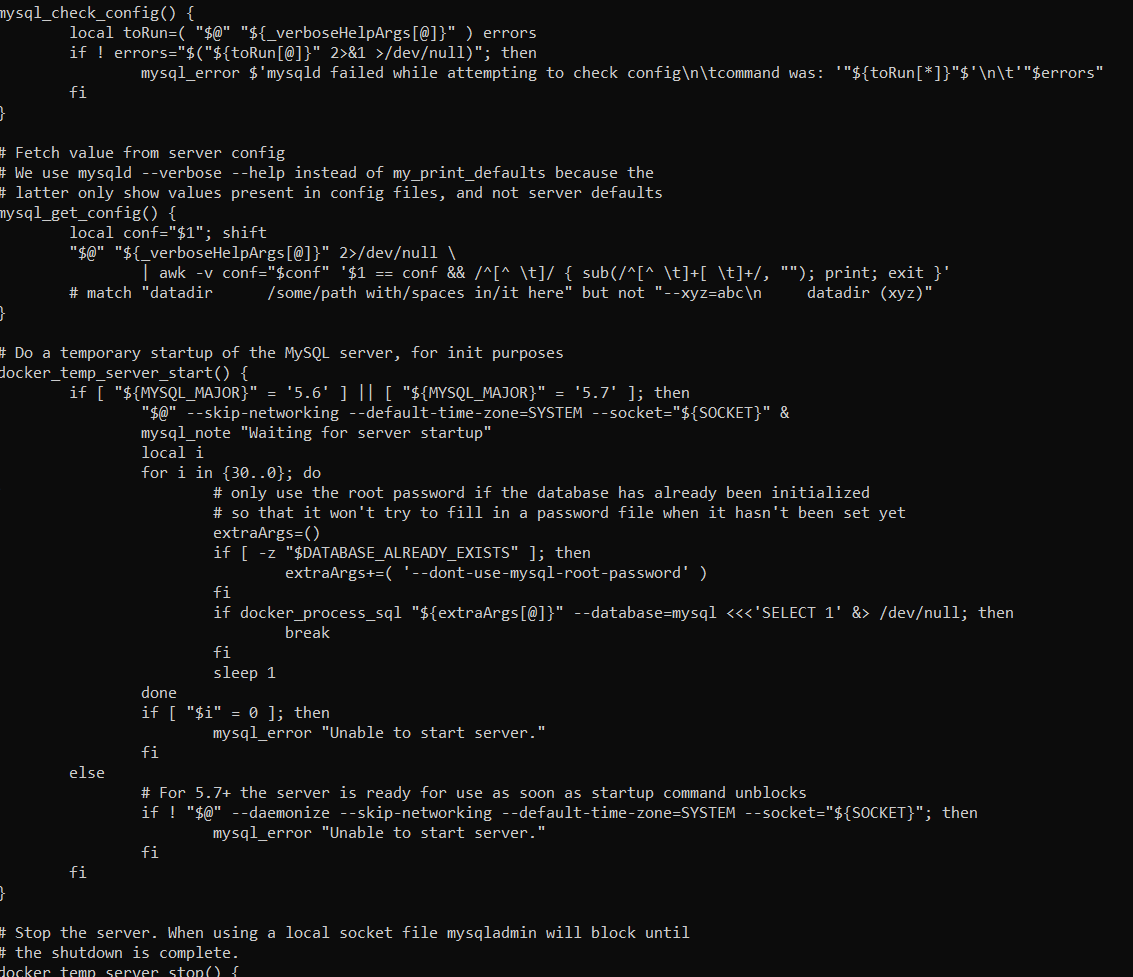 mysql_check_config() {
        local toRun=( "$@" "${_verboseHelpArgs[@]}" ) errors
        if ! errors="$("${toRun[@]}" 2>&1 >/dev/null)"; then
                mysql_error $'mysqld failed while attempting to check config\n\tcommand was: '"${toRun[*]}"$'\n\t'"$errors"
        fi
}

# Fetch value from server config
# We use mysqld --verbose --help instead of my_print_defaults because the
# latter only show values present in config files, and not server defaults
mysql_get_config() {
        local conf="$1"; shift
        "$@" "${_verboseHelpArgs[@]}" 2>/dev/null \
                | awk -v conf="$conf" '$1 == conf && /^[^ \t]/ { sub(/^[^ \t]+[ \t]+/, ""); print; exit }'
        # match "datadir      /some/path with/spaces in/it here" but not "--xyz=abc\n     datadir (xyz)"
}

# Do a temporary startup of the MySQL server, for init purposes
docker_temp_server_start() {
        if [ "${MYSQL_MAJOR}" = '5.6' ] || [ "${MYSQL_MAJOR}" = '5.7' ]; then
                "$@" --skip-networking --default-time-zone=SYSTEM --socket="${SOCKET}" &
                mysql_note "Waiting for server startup"
                local i
                for i in {30..0}; do
                        # only use the root password if the database has already been initialized
                        # so that it won't try to fill in a password file when it hasn't been set yet
                        extraArgs=()
                        if [ -z "$DATABASE_ALREADY_EXISTS" ]; then
                                extraArgs+=( '--dont-use-mysql-root-password' )
                        fi
                        if docker_process_sql "${extraArgs[@]}" --database=mysql <<<'SELECT 1' &> /dev/null; then
                                break
                        fi
                        sleep 1
                done
                if [ "$i" = 0 ]; then
                        mysql_error "Unable to start server."
                fi
        else
                # For 5.7+ the server is ready for use as soon as startup command unblocks
                if ! "$@" --daemonize --skip-networking --default-time-zone=SYSTEM --socket="${SOCKET}"; then
                        mysql_error "Unable to start server."
                fi
        fi
}

# Stop the server. When using a local socket file mysqladmin will block until
# the shutdown is complete.
docker_temp_server_stop() {